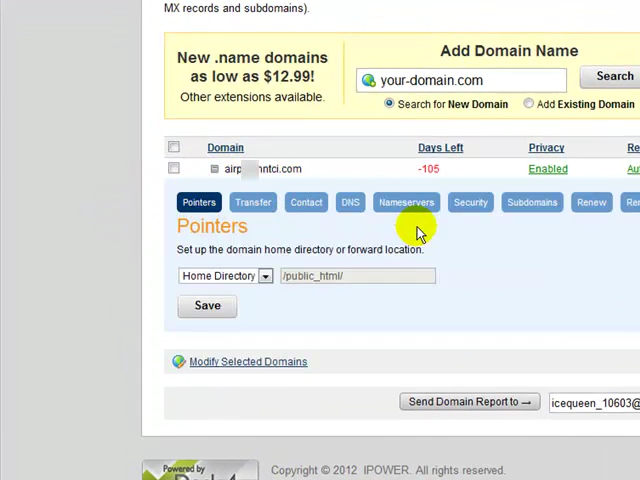 MX records and subdomains).
New .name domains
as low as $12.99!
Other extensions available.
Add Domain Name
your-domain.com
Search
Search for New Domain
Add Existing Domain
Domain
Days Left
Privacy
-105
Enabled
Pointers
Transfer
Contact
DNS
Nameservers
Security
Subdomains
Renew
Pointers
Set up the domain home directory or forward location.
Home Directory
/public_html/
Save
Modify Selected Domains
Send Domain Report to →
icequeen_10603@
Powered by
Copyright © 2012 IPOWER. All rights reserved.